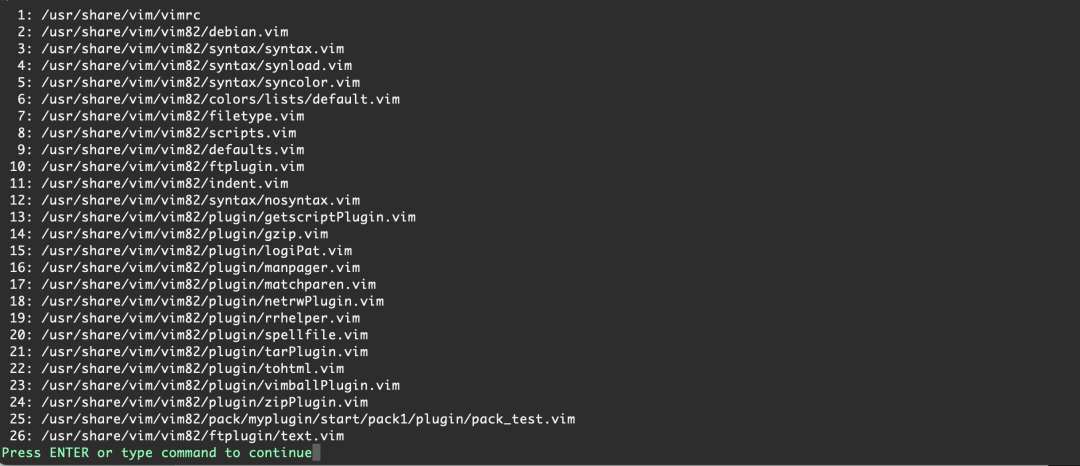 1: /usr/share/vim/vimrc
2: /usr/share/vim/vim82/debian.vim
3: /usr/share/vim/vim82/syntax/syntax.vim
4: /usr/share/vim/vim82/syntax/synload.vim
5: /usr/share/vim/vim82/syntax/syncolor.vim
6: /usr/share/vim/vim82/colors/lists/default.vim
7: /usr/share/vim/vim82/filetype.vim
8: /usr/share/vim/vim82/scripts.vim
9: /usr/share/vim/vim82/defaults.vim
10: /usr/share/vim/vim82/ftplugin.vim
11: /usr/share/vim/vim82/indent.vim
12: /usr/share/vim/vim82/syntax/nosyntax.vim
13: /usr/share/vim/vim82/plugin/getscriptPlugin.vim
14: /usr/share/vim/vim82/plugin/gzip.vim
15: /usr/share/vim/vim82/plugin/logiPat.vim
16: /usr/share/vim/vim82/plugin/manpager.vim
17: /usr/share/vim/vim82/plugin/matchparen.vim
18: /usr/share/vim/vim82/plugin/netrwPlugin.vim
19: /usr/share/vim/vim82/plugin/rrhelper.vim
20: /usr/share/vim/vim82/plugin/spellfile.vim
21: /usr/share/vim/vim82/plugin/tarPlugin.vim
22: /usr/share/vim/vim82/plugin/tohtml.vim
23: /usr/share/vim/vim82/plugin/vimballPlugin.vim
24: /usr/share/vim/vim82/plugin/zipPlugin.vim
25: /usr/share/vim/vim82/pack/myplugin/start/pack1/plugin/pack_test.vim
26: /usr/share/vim/vim82/ftplugin/text.vim
Press ENTER or type command to continue